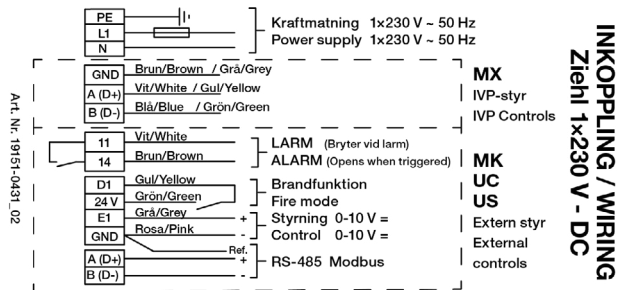 PE
L1
N
Kraftmatning 1×230 V ~ 50 Hz
Power supply 1×230 V ~ 50 Hz
GND Brun/Brown / Grå/Grey
A (D+) Vit/White / Gul/Yellow
B (D-) Blå/Blue / Grön/Green
MX
IVP-styr
IVP Controls
11 Vit/White
14 Brun/Brown
LARM (Bryter vid larm)
ALARM (Opens when triggered)
D1 Gul/Yellow
24 V Grön/Green
Brandfunktion
Fire mode
E1 Grå/Grey +
GND Rosa/Pink -
Styrning 0-10 V =
Control 0-10 V =
Ref.
A (D+) +
B (D-) -
RS-485 Modbus
MK
UC
US
Extern styr
External
controls
INKOPPLING / WIRING
Ziehl 1×230 V - DC
Art. Nr. 19151-0431_02